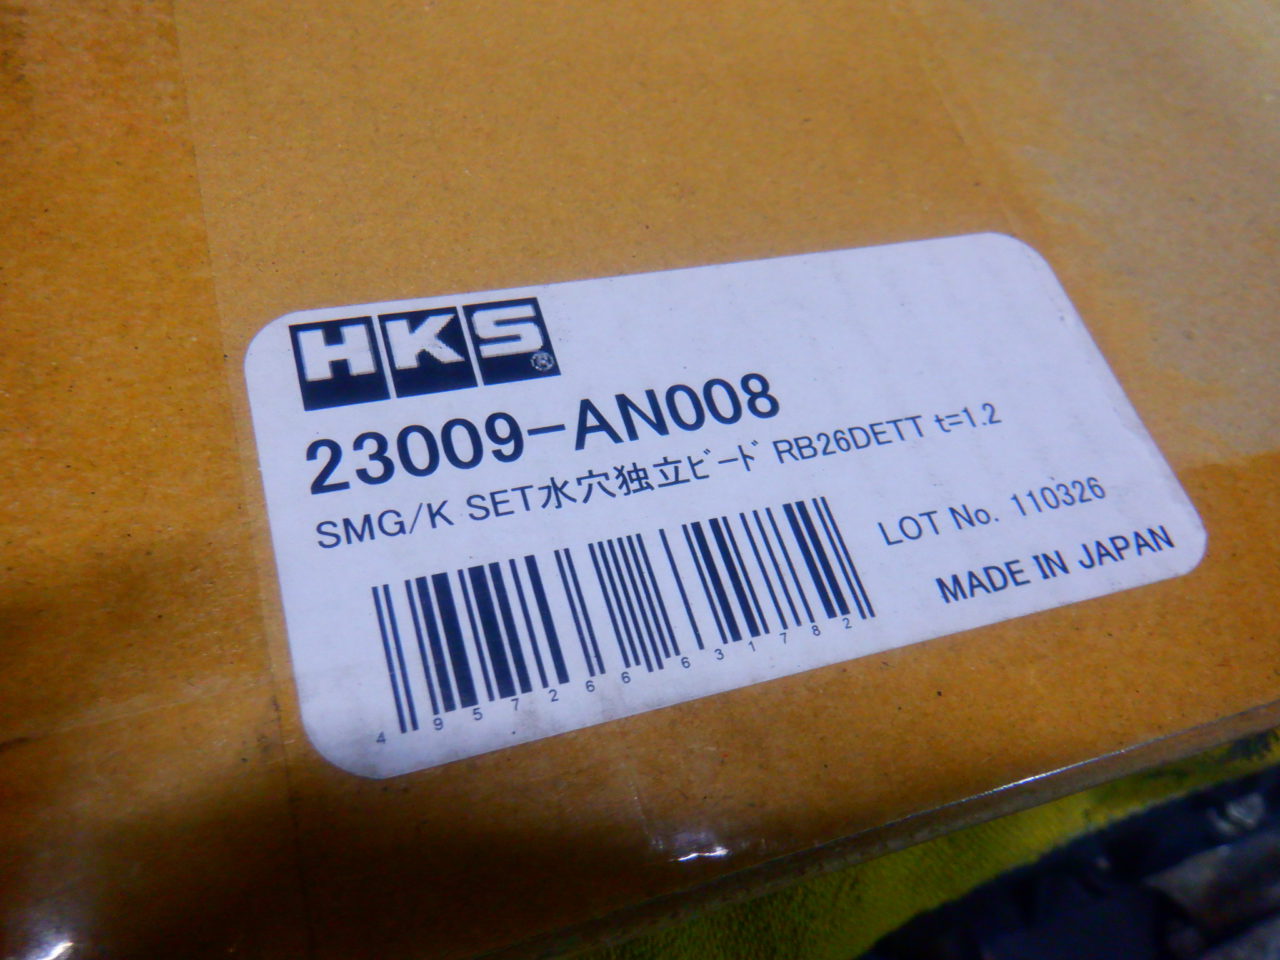 HKS®
23009-AN008
SMG/K SET水穴独立ﾋﾞｰﾄﾞ RB26DETT t=1.2
LOT No. 110326
MADE IN JAPAN
4957266631782